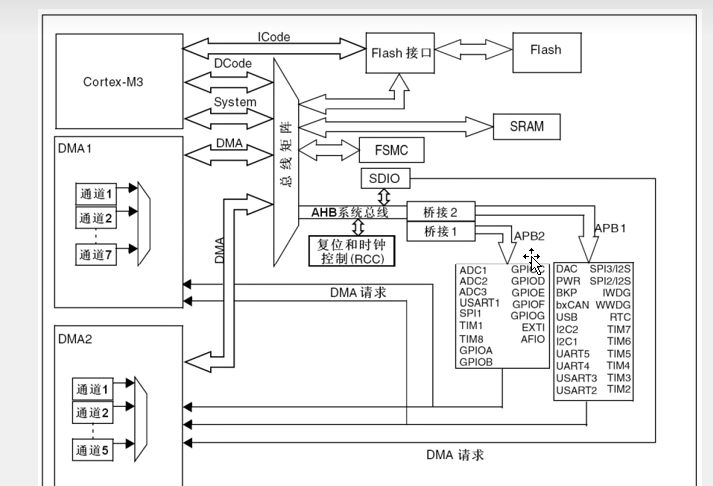 ICode
Flash 接口
Flash
Cortex-M3
DCode
System
DMA
总线矩阵
SRAM
FSMC
SDIO
DMA1
通道1
通道2
通道7
DMA
AHB系统总线
桥接2
桥接1
复位和时钟
控制(RCC)
APB2
APB1
ADC1
ADC2
ADC3
USART1
SPI1
TIM1
TIM8
GPIOA
GPIOB
GPIOC
GPIOD
GPIOE
GPIOF
GPIOG
EXTI
AFIO
DAC
PWR
BKP
bxCAN
USB
I2C2
I2C1
UART5
UART4
USART3
USART2
SPI3/I2S
SPI2/I2S
IWDG
WWDG
RTC
TIM7
TIM6
TIM5
TIM4
TIM3
TIM2
DMA 请求
DMA2
通道1
通道2
通道5
DMA 请求